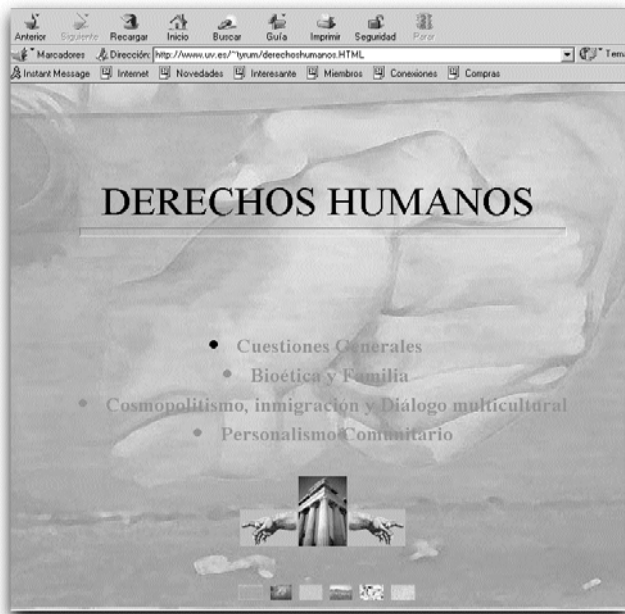 Anterior Siguiente Recargar Inicio Buscar Guía Imprimir Seguridad Parar
Marcadores Dirección: http://www.uv.es/~tyrum/derechoshumanos.HTML Tema
Instant Message Internet Novedades Interesante Miembros Conexiones Compras
DERECHOS HUMANOS
• Cuestiones Generales
• Bioética y Familia
• Cosmopolitismo, inmigración y Diálogo multicultural
• Personalismo Comunitario